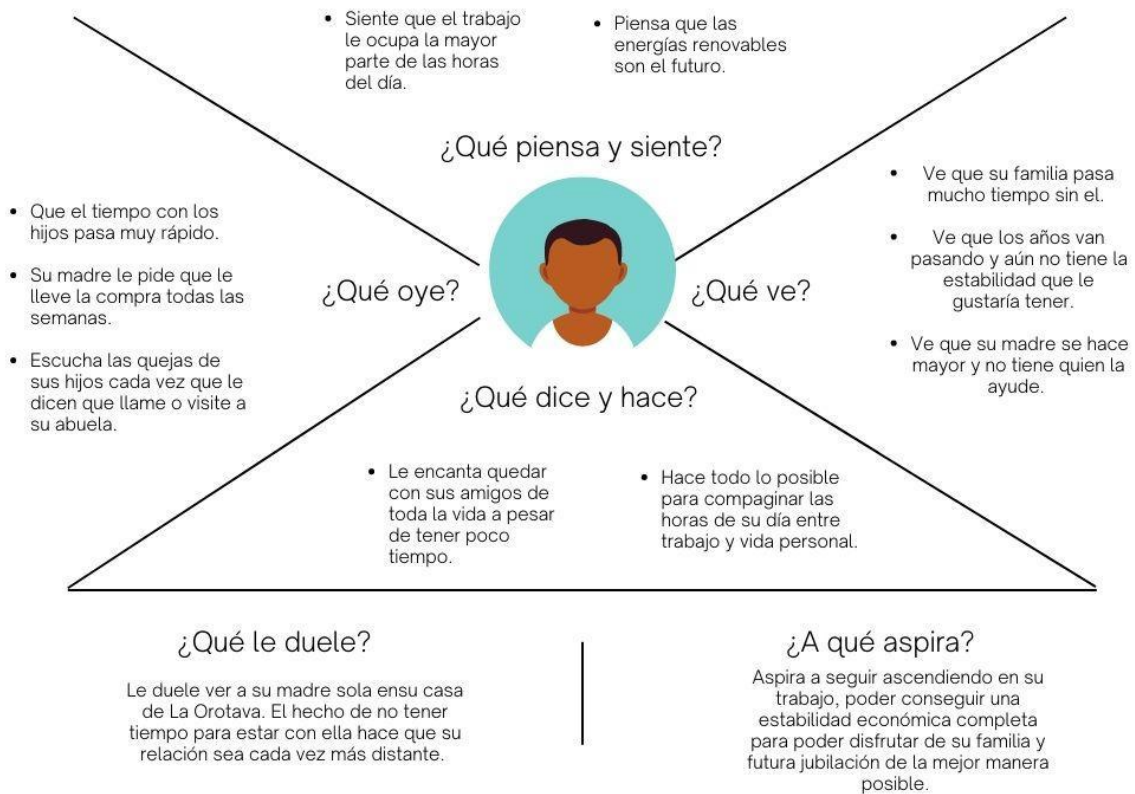 Siente que el trabajo
le ocupa la mayor
parte de las horas
del día.
Piensa que las
energías renovables
son el futuro.
¿Qué piensa y siente?
Que el tiempo con los
hijos pasa muy rápido.
Su madre le pide que le
lleve la compra todas las
semanas.
Escucha las quejas de
sus hijos cada vez que le
dicen que llame o visite a
su abuela.
¿Qué oye?
¿Qué ve?
Ve que su familia pasa
mucho tiempo sin el.
Ve que los años van
pasando y aún no tiene la
estabilidad que le
gustaría tener.
Ve que su madre se hace
mayor y no tiene quien la
ayude.
¿Qué dice y hace?
Le encanta quedar
con sus amigos de
toda la vida a pesar
de tener poco
tiempo.
Hace todo lo posible
para compaginar las
horas de su día entre
trabajo y vida personal.
¿Qué le duele?
Le duele ver a su madre sola ensu casa
de La Orotava. El hecho de no tener
tiempo para estar con ella hace que su
relación sea cada vez más distante.
¿A qué aspira?
Aspira a seguir ascendiendo en su
trabajo, poder conseguir una
estabilidad económica completa
para poder disfrutar de su familia y
futura jubilación de la mejor manera
posible.